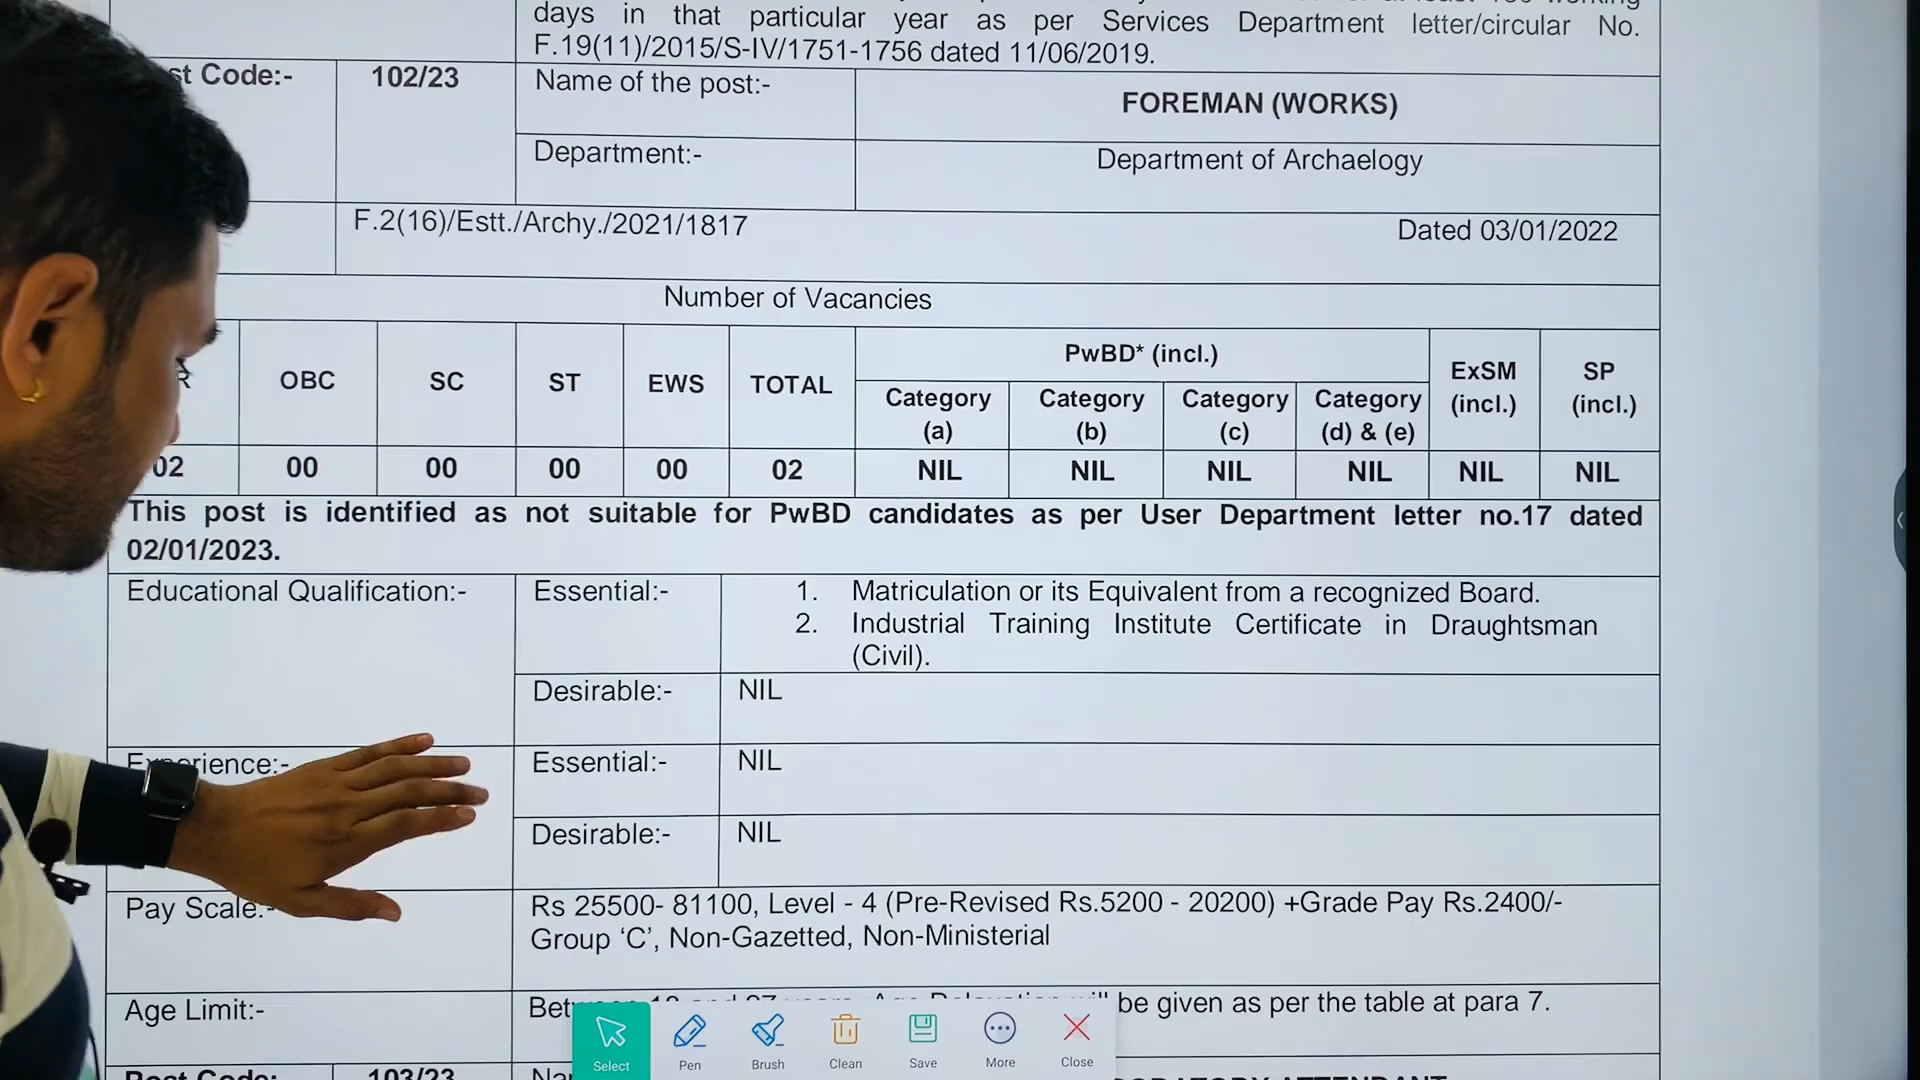 days in that particular year as per Services Department letter/circular No.
F.19(11)/2015/S-IV/1751-1756 dated 11/06/2019.
Code:- 102/23 Name of the post:- FOREMAN (WORKS)
Department:- Department of Archaelogy
F.2(16)/Estt./Archy./2021/1817 Dated 03/01/2022
Number of Vacancies
OBC SC ST EWS TOTAL PwBD* (incl.) ExSM (incl.) SP (incl.)
Category (a) Category (b) Category (c) Category (d) & (e)
02 00 00 00 00 02 NIL NIL NIL NIL NIL NIL
This post is identified as not suitable for PwBD candidates as per User Department letter no.17 dated
02/01/2023.
Educational Qualification:- Essential:- 1. Matriculation or its Equivalent from a recognized Board.
2. Industrial Training Institute Certificate in Draughtsman
(Civil).
Desirable:- NIL
Experience:- Essential:- NIL
Desirable:- NIL
Pay Scale:- Rs 25500- 81100, Level - 4 (Pre-Revised Rs.5200 - 20200) +Grade Pay Rs.2400/-
Group ‘C’, Non-Gazetted, Non-Ministerial
Age Limit:- be given as per the table at para 7.
Select Pen Brush Clean Save More Close
Post Code: 103/23 ATTENDANT